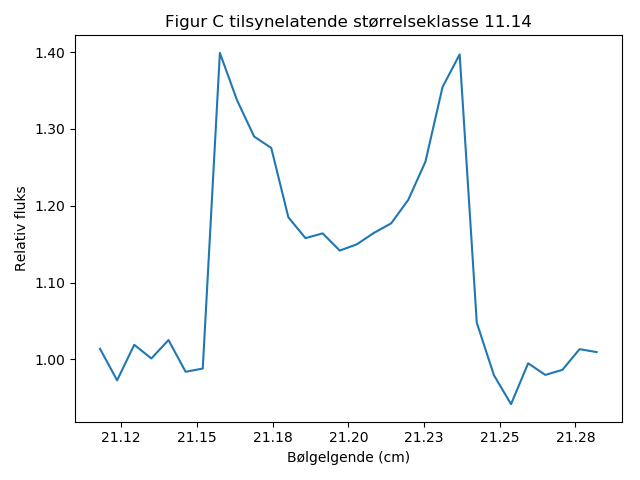 Figur C tilsynelatende størrelseklasse 11.14
1.40
1.30
1.20
1.10
1.00
Relativ fluks
21.12 21.15 21.18 21.20 21.23 21.25 21.28
Bølgelgende (cm)